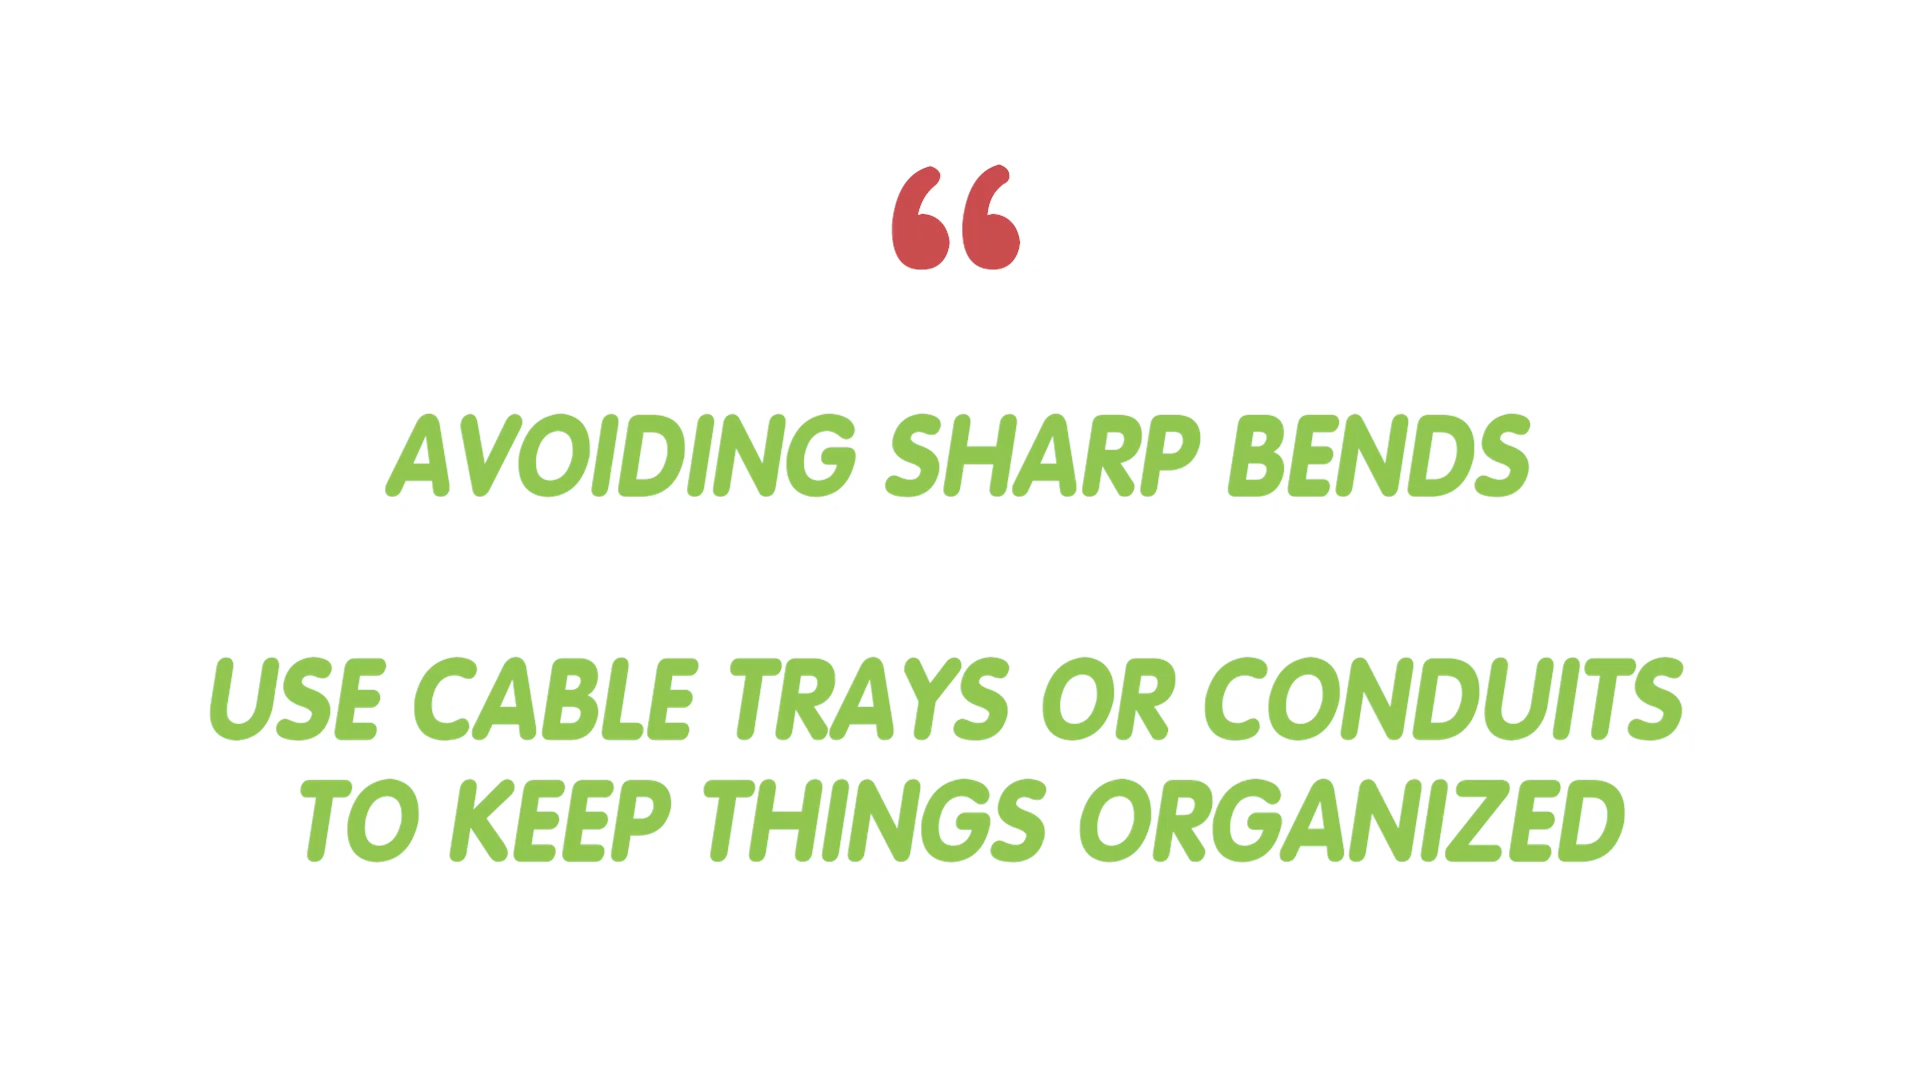 “
AVOIDING SHARP BENDS
USE CABLE TRAYS OR CONDUITS
TO KEEP THINGS ORGANIZED